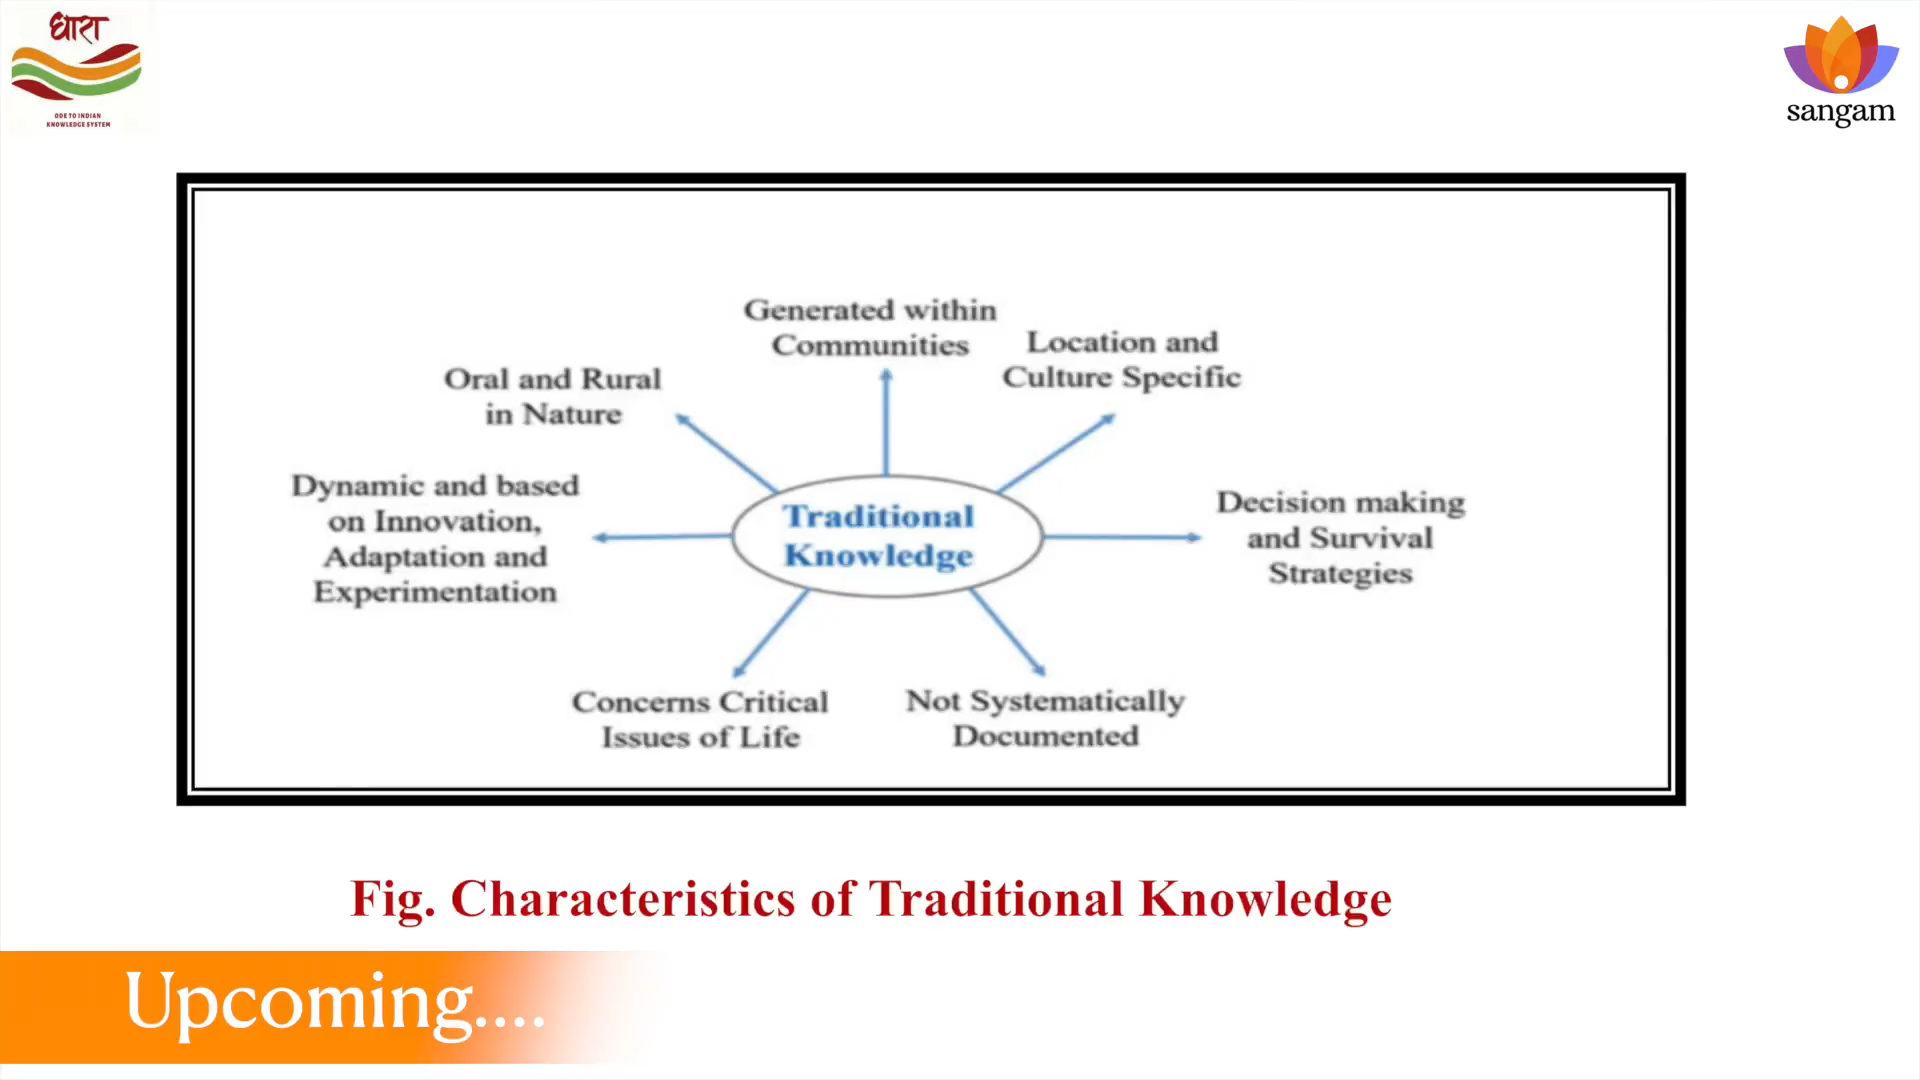 धारा
ODE TO INDIAN
KNOWLEDGE SYSTEM
sangam
Generated within
Communities
Location and
Culture Specific
Oral and Rural
in Nature
Dynamic and based
on Innovation,
Adaptation and
Experimentation
Traditional
Knowledge
Decision making
and Survival
Strategies
Concerns Critical
Issues of Life
Not Systematically
Documented
Fig. Characteristics of Traditional Knowledge
Upcoming....